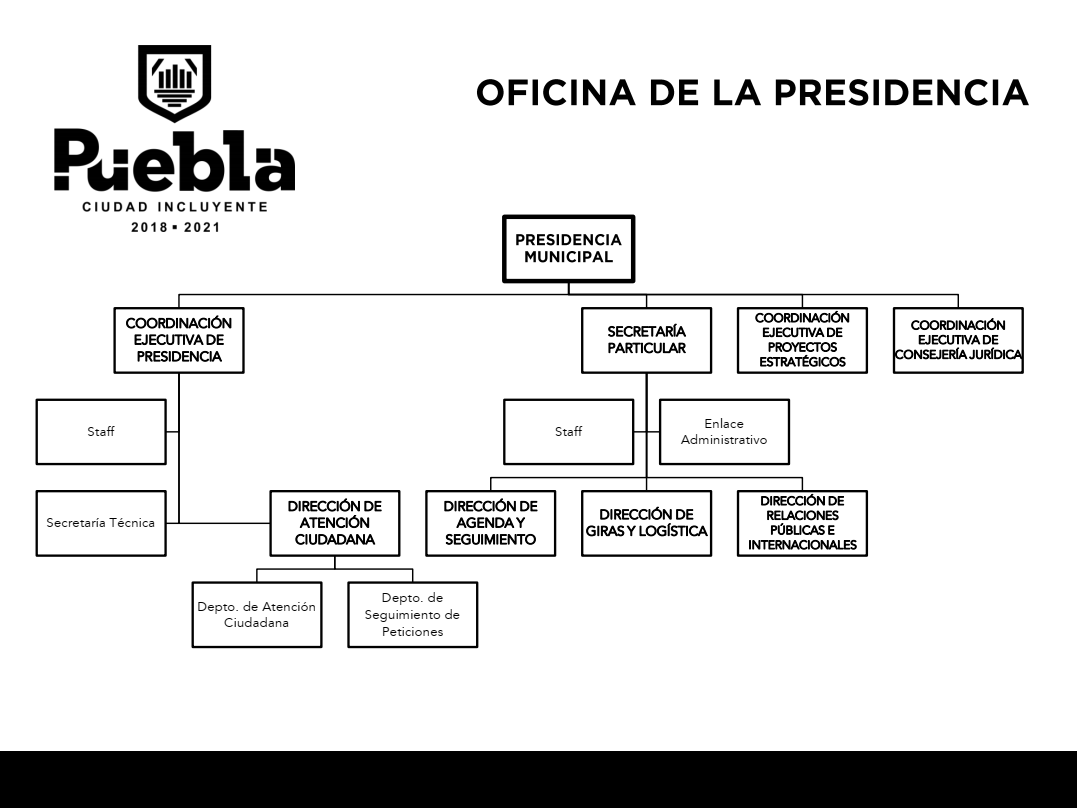 OFICINA DE LA PRESIDENCIA
Puebla
CIUDAD INCLUYENTE
2018 ▪ 2021
PRESIDENCIA
MUNICIPAL
COORDINACIÓN
EJECUTIVA DE
PRESIDENCIA
SECRETARÍA
PARTICULAR
COORDINACIÓN
EJECUTIVA DE
PROYECTOS
ESTRATÉGICOS
COORDINACIÓN
EJECUTIVA DE
CONSEJERÍA JURÍDICA
Staff
Staff
Enlace
Administrativo
Secretaría Técnica
DIRECCIÓN DE
ATENCIÓN
CIUDADANA
DIRECCIÓN DE
AGENDA Y
SEGUIMIENTO
DIRECCIÓN DE
GIRAS Y LOGÍSTICA
DIRECCIÓN DE
RELACIONES
PÚBLICAS E
INTERNACIONALES
Depto. de Atención
Ciudadana
Depto. de
Seguimiento de
Peticiones